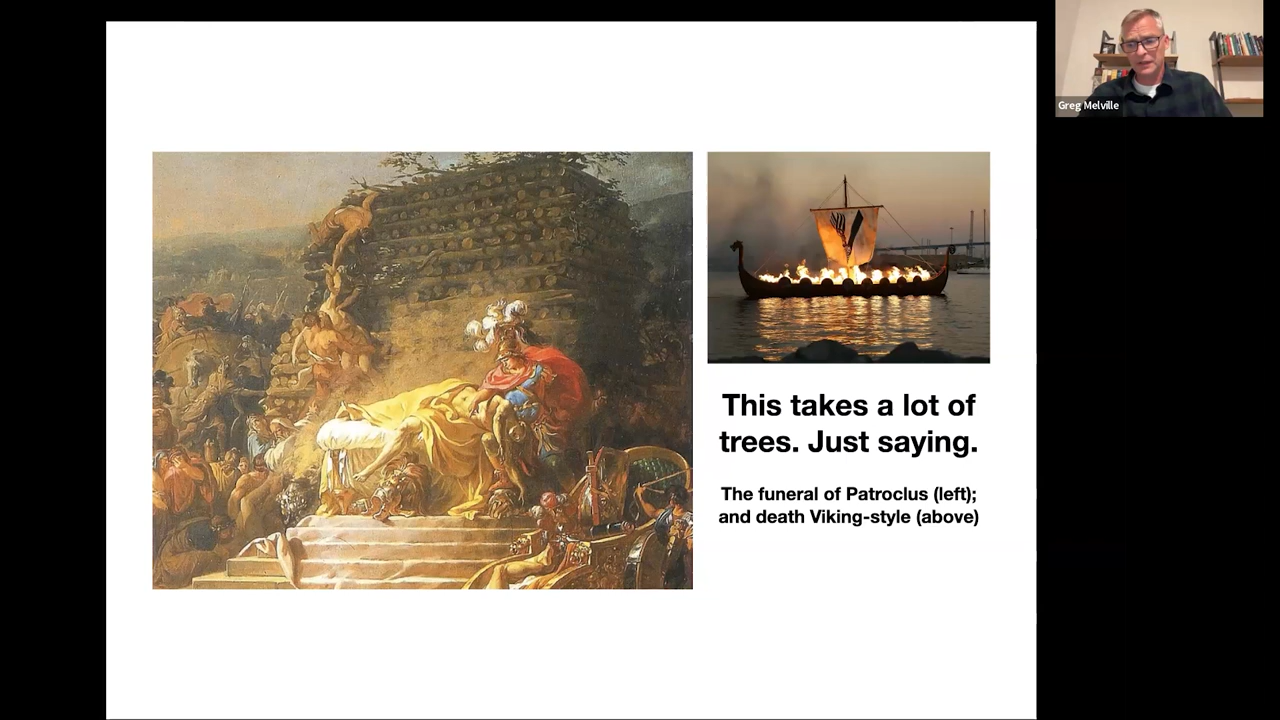 Greg Melville
This takes a lot of
trees. Just saying.
The funeral of Patroclus (left);
and death Viking-style (above)